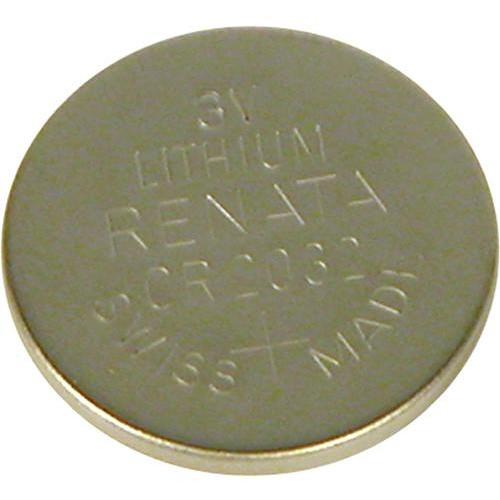 3V
LITHIUM
RENATA
CR2032
SWISS + MADE